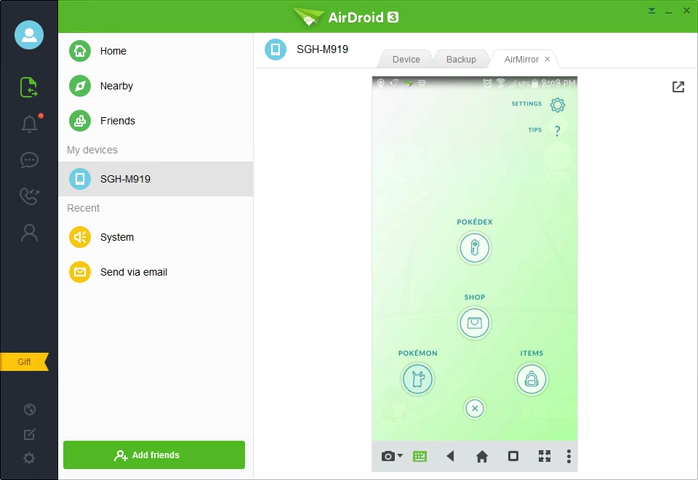 AirDroid 3
Home
Nearby
Friends
My devices
SGH-M919
Recent
System
Send via email
Gift
Add friends
SGH-M919
Device
Backup
AirMirror
SETTINGS
TIPS
?
POKÉDEX
SHOP
POKÉMON
ITEMS